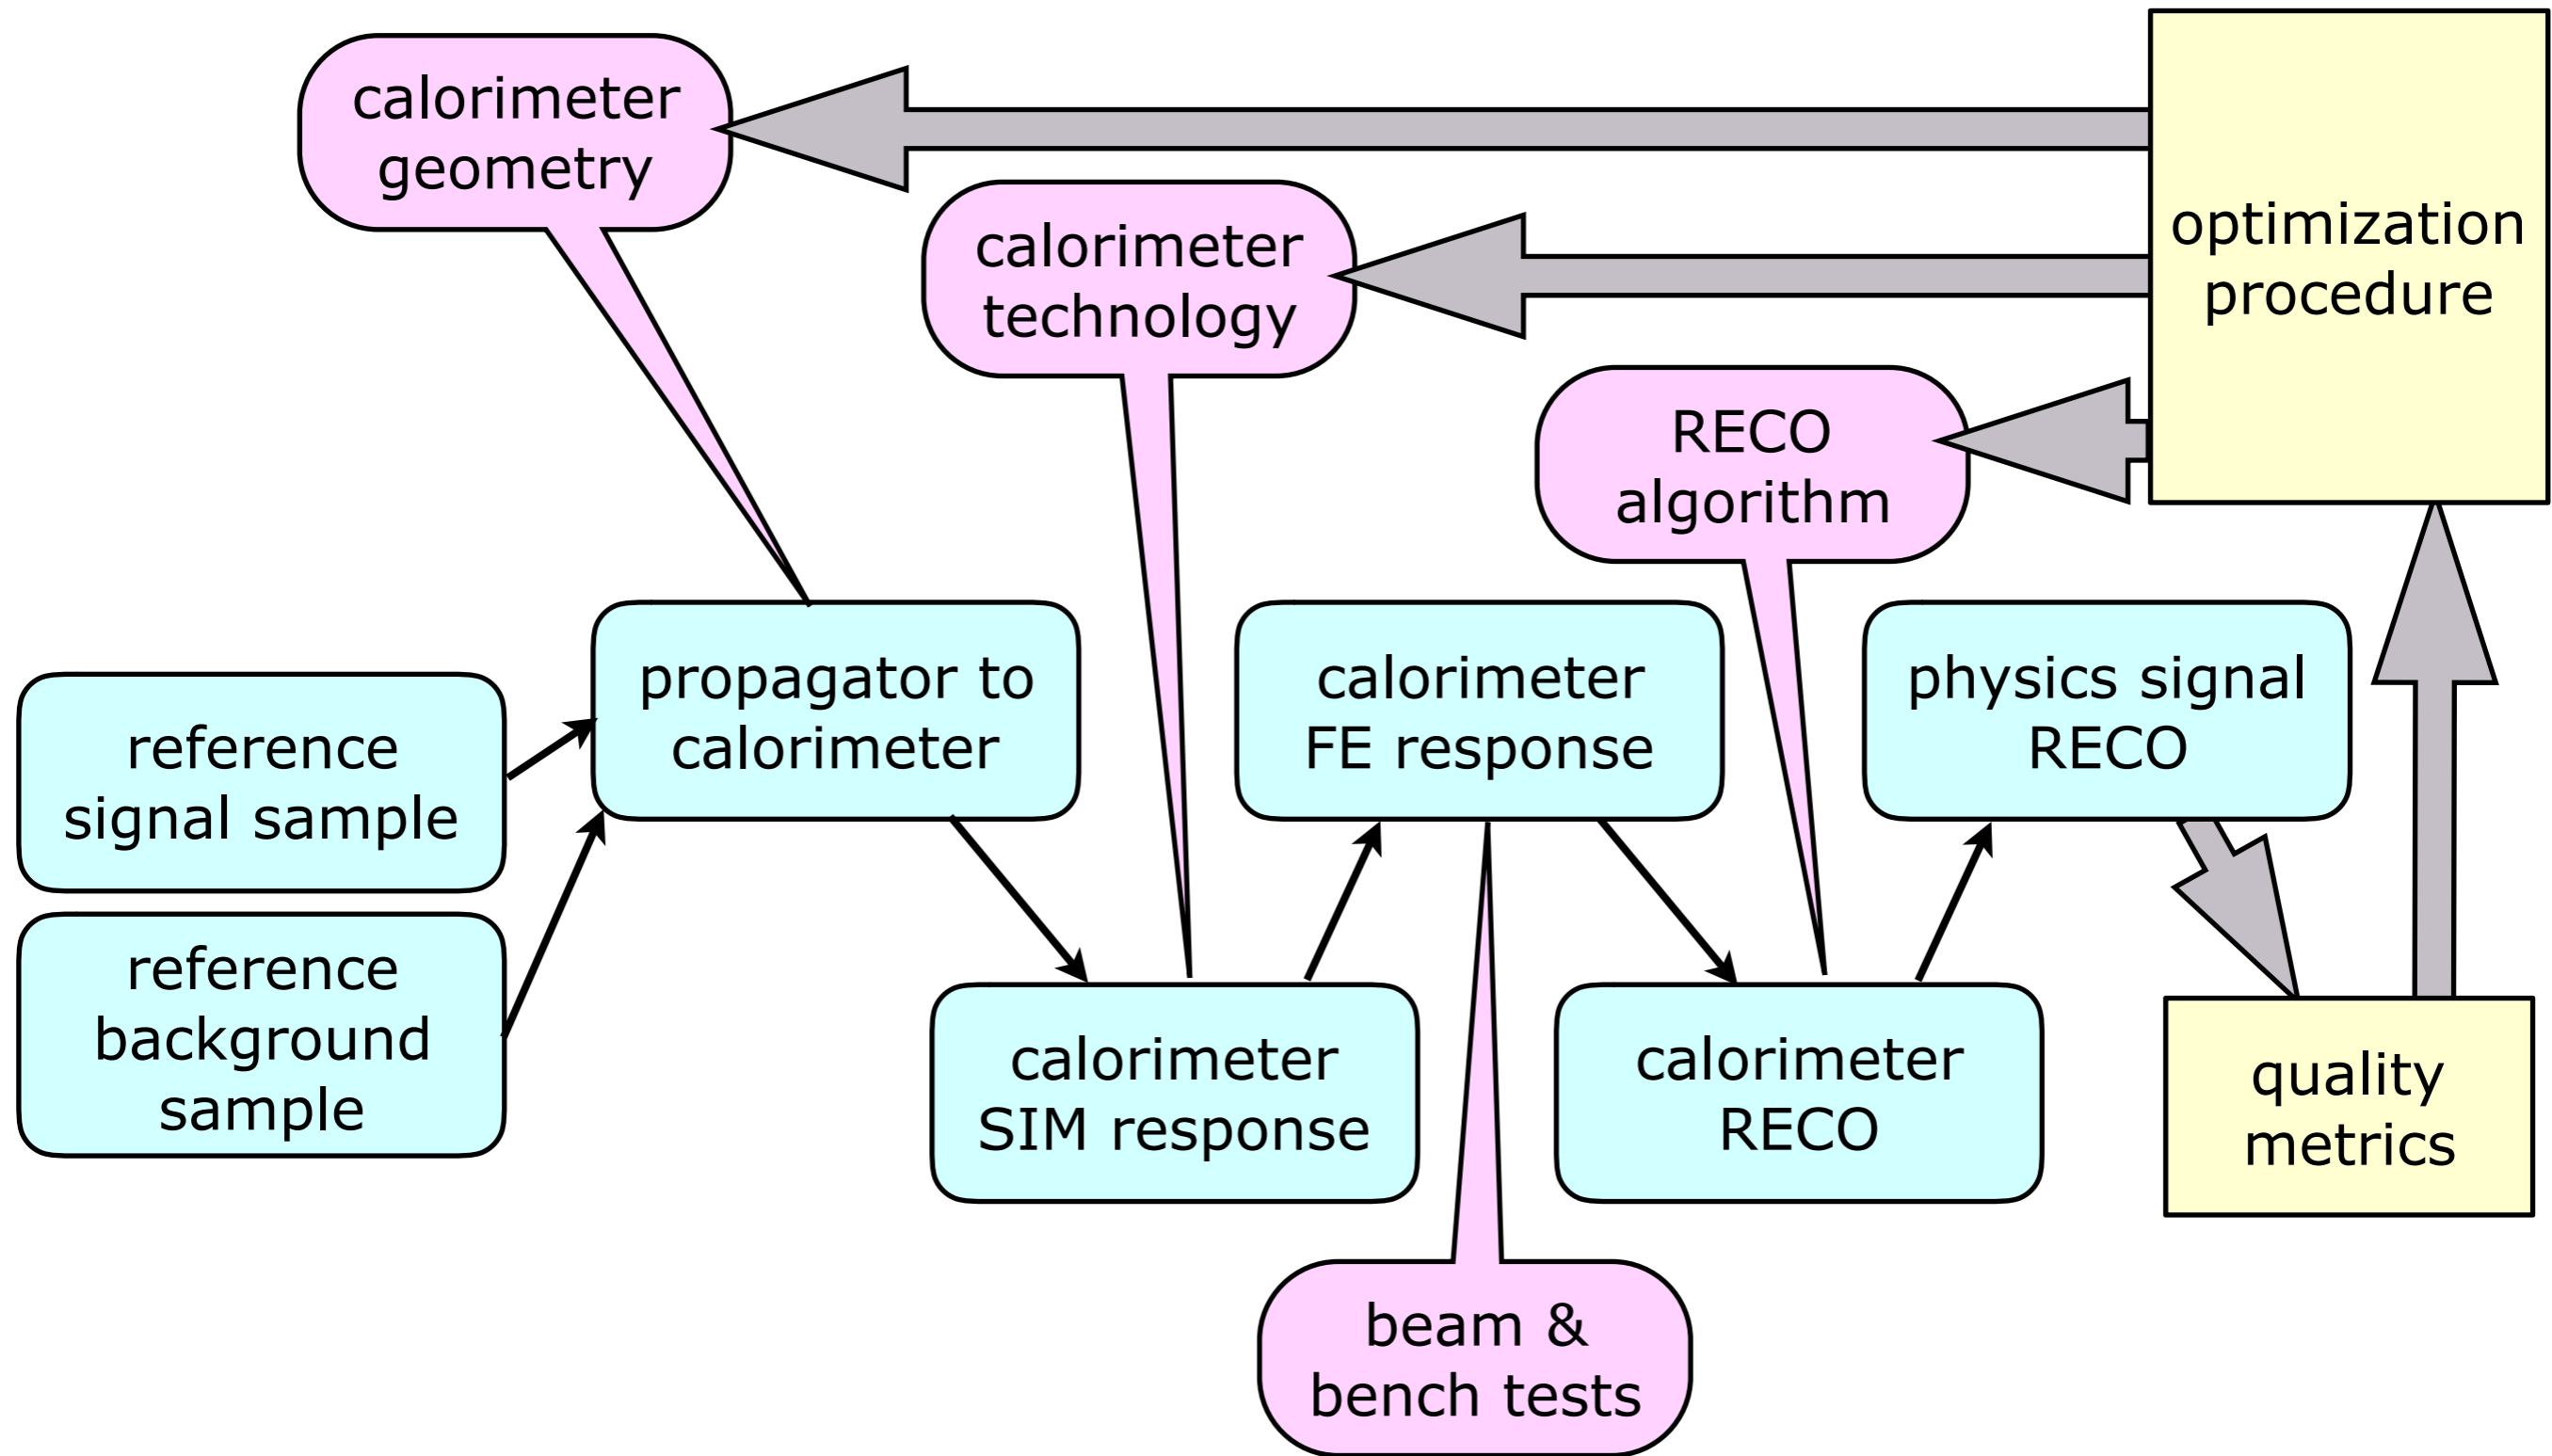 calorimeter
geometry
calorimeter
technology
optimization
procedure
RECO
algorithm
reference
signal sample
propagator to
calorimeter
calorimeter
FE response
physics signal
RECO
reference
background
sample
calorimeter
SIM response
calorimeter
RECO
quality
metrics
beam &
bench tests